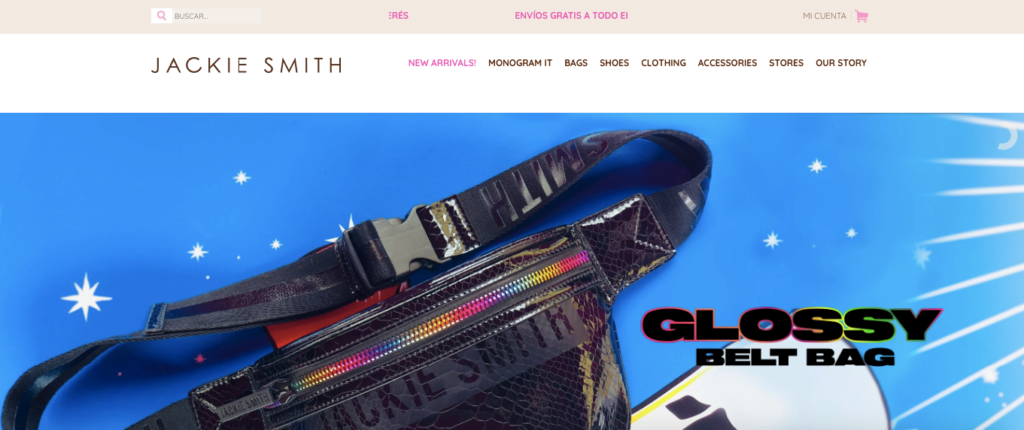 BUSCAR...
ERÉS
ENVÍOS GRATIS A TODO EL
MI CUENTA
JACKIE SMITH
NEW ARRIVALS! MONOGRAM IT BAGS SHOES CLOTHING ACCESSORIES STORES OUR STORY
SMITH
GLOSSY
BELT BAG
JACKIE SMITH
JACKIE SMITH